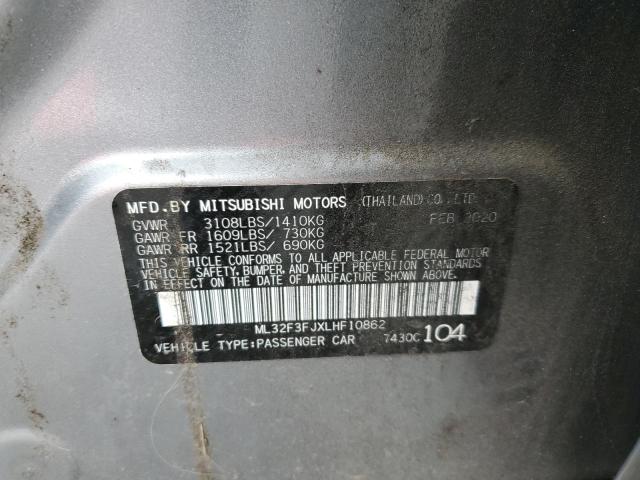 MFD.BY MITSUBISHI MOTORS (THAILAND) CO.,LTD.
GVWR 3108LBS/1410KG FEB 2020
GAWR FR 1609LBS/ 730KG
GAWR RR 1521LBS/ 690KG
THIS VEHICLE CONFORMS TO ALL APPLICABLE FEDERAL MOTOR
VEHICLE SAFETY, BUMPER, AND THEFT PREVENTION STANDARDS
IN EFFECT ON THE DATE OF MANUFACTURE SHOWN ABOVE.
ML32F3FJXLHF10862
VEHICLE TYPE:PASSENGER CAR 7430C 104